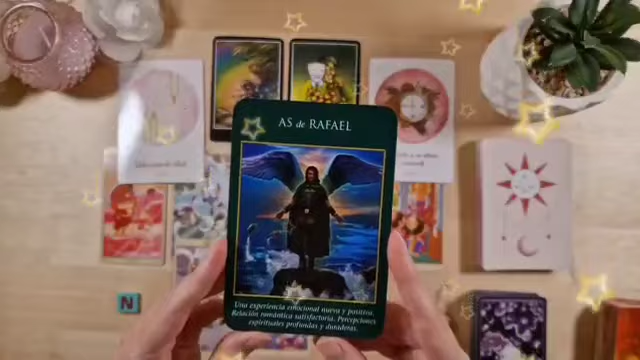 AS de RAFAEL
Una experiencia emocional nueva y positiva.
Relación romántica satisfactoria. Percepciones
espirituales profundas y duraderas.
N